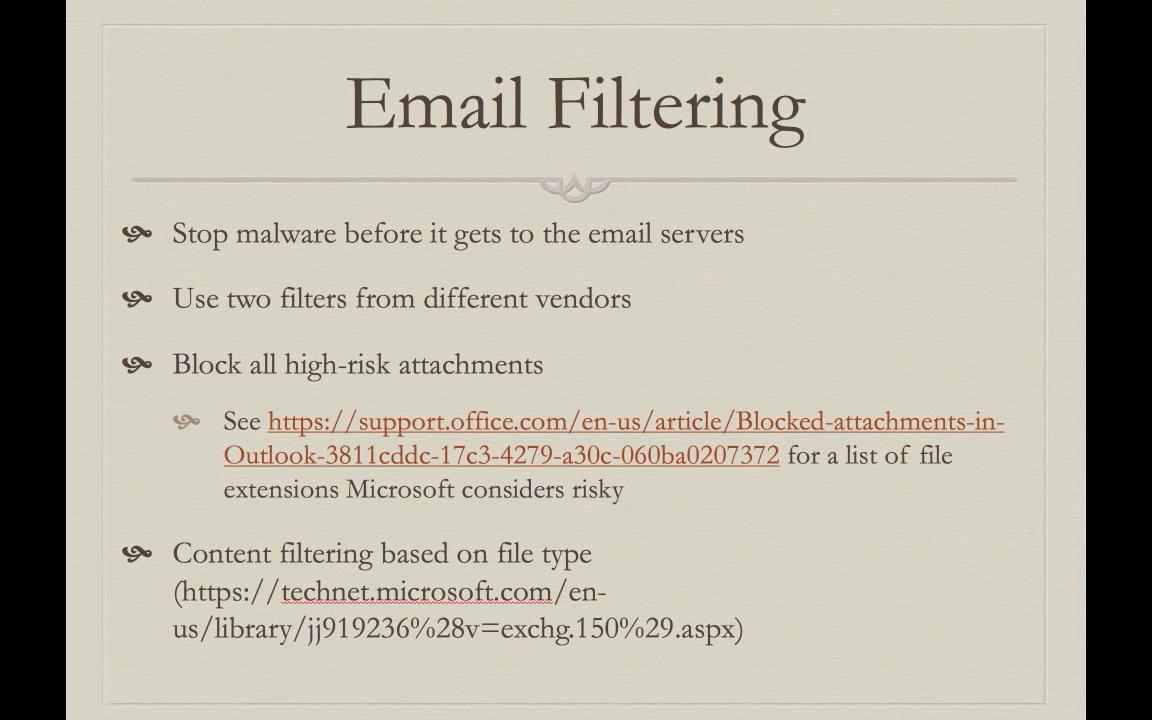 Email Filtering
Stop malware before it gets to the email servers
Use two filters from different vendors
Block all high-risk attachments
See https://support.office.com/en-us/article/Blocked-attachments-in-
Outlook-3811cddc-17c3-4279-a30c-060ba0207372 for a list of file
extensions Microsoft considers risky
Content filtering based on file type
(https://technet.microsoft.com/en-
us/library/jj919236%28v=exchg.150%29.aspx)